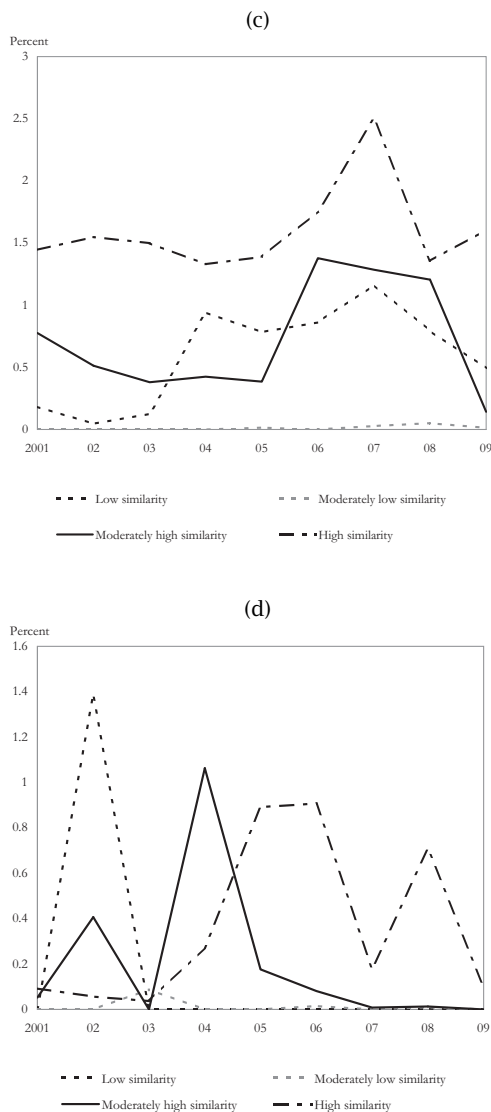 (c)
Percent
3
2.5
2
1.5
1
0.5
0
2001 02 03 04 05 06 07 08 09
Low similarity Moderately low similarity
Moderately high similarity High similarity
(d)
Percent
1.6
1.4
1.2
1
0.8
0.6
0.4
0.2
0
2001 02 03 04 05 06 07 08 09
Low similarity Moderately low similarity
Moderately high similarity High similarity